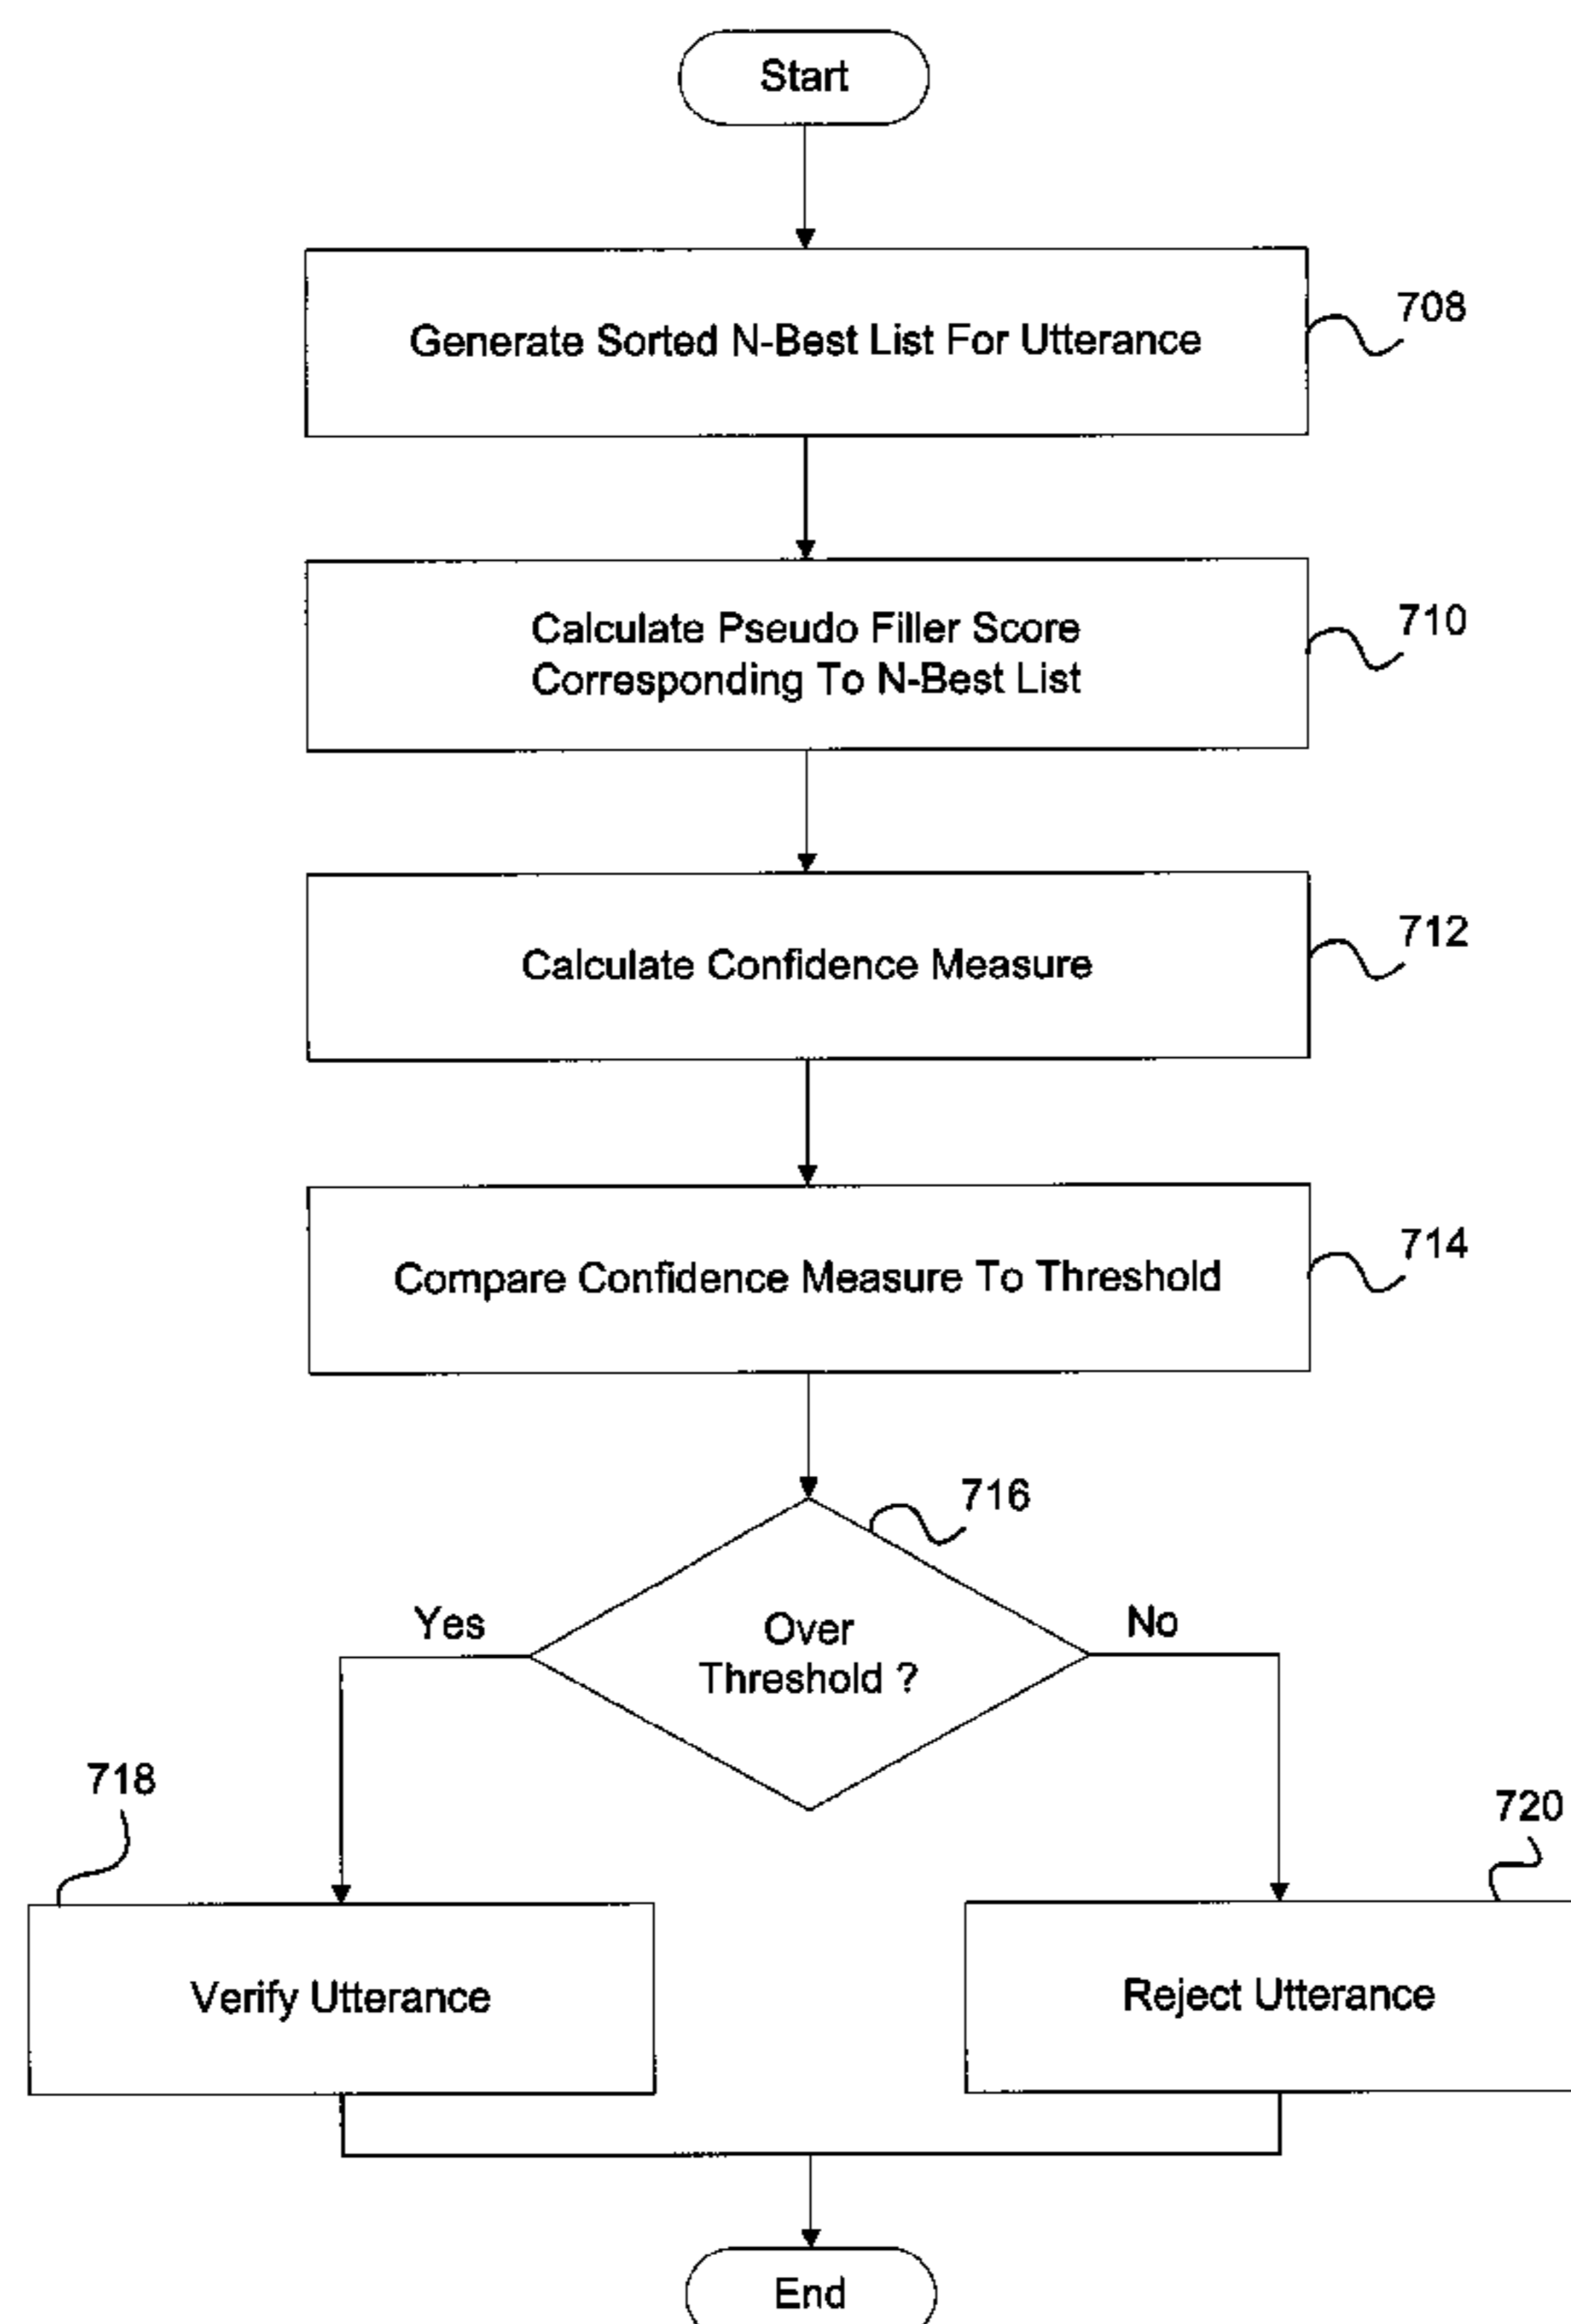 Start
Generate Sorted N-Best List For Utterance
708
Calculate Pseudo Filler Score
Corresponding To N-Best List
710
Calculate Confidence Measure
712
Compare Confidence Measure To Threshold
714
716
Over
Threshold ?
Yes
No
718
720
Verify Utterance
Reject Utterance
End